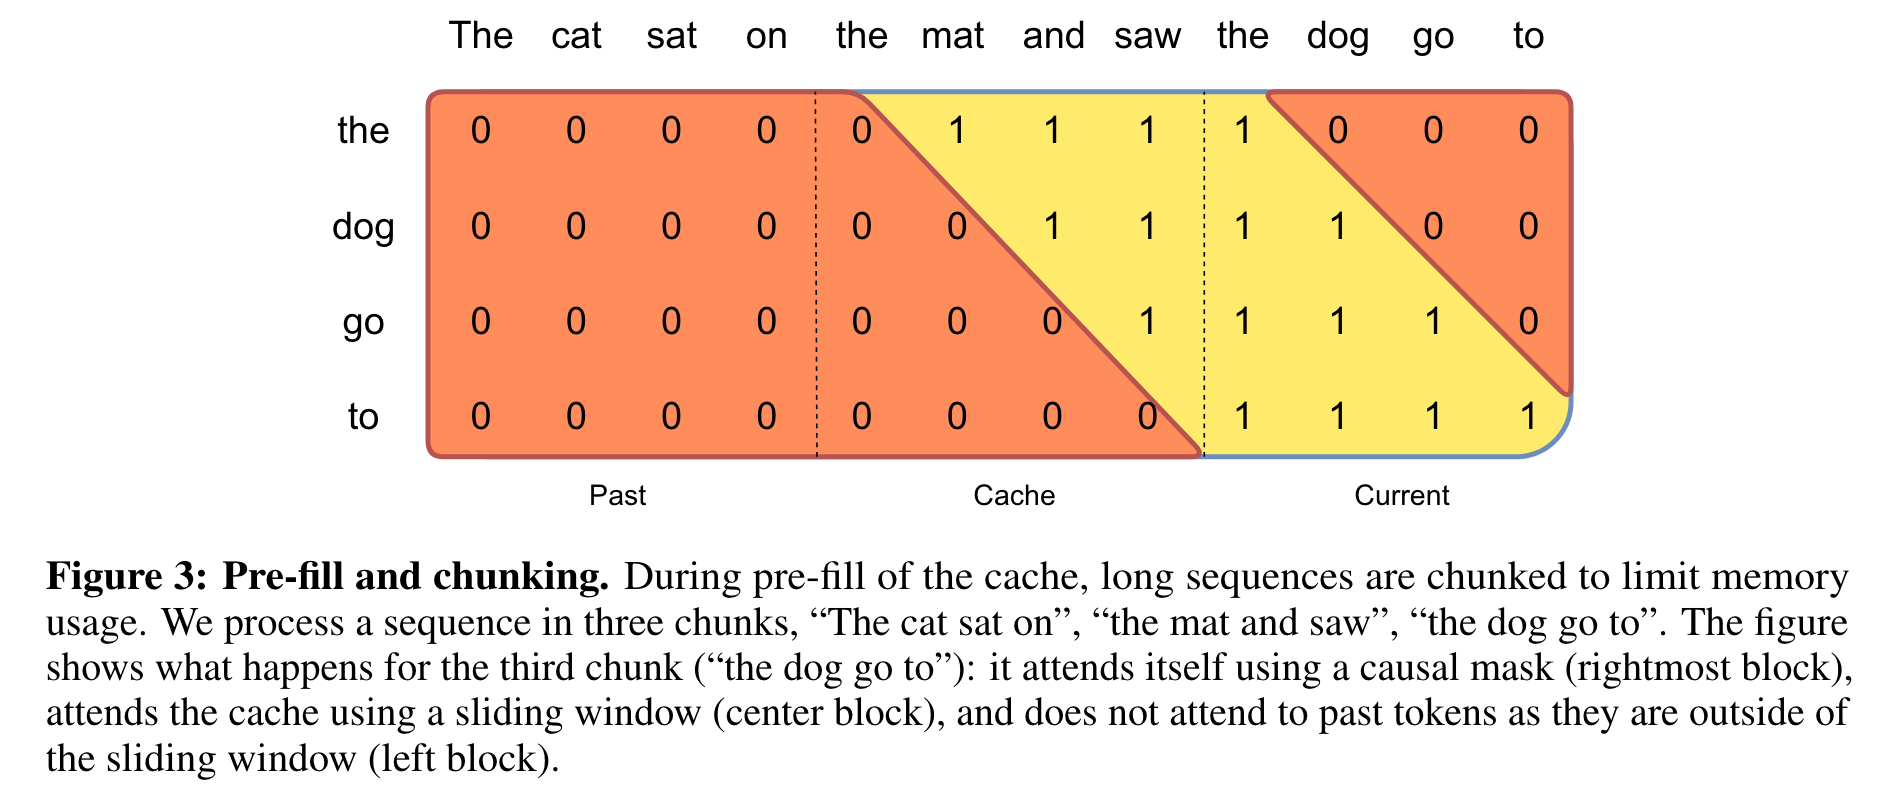 The cat sat on the mat and saw the dog go to
the 0 0 0 0 0 1 1 1 1 0 0 0
dog 0 0 0 0 0 0 1 1 1 1 0 0
go 0 0 0 0 0 0 0 1 1 1 1 0
to 0 0 0 0 0 0 0 0 1 1 1 1
Past Cache Current
Figure 3: Pre-fill and chunking. During pre-fill of the cache, long sequences are chunked to limit memory
usage. We process a sequence in three chunks, “The cat sat on”, “the mat and saw”, “the dog go to”. The figure
shows what happens for the third chunk (“the dog go to”): it attends itself using a causal mask (rightmost block),
attends the cache using a sliding window (center block), and does not attend to past tokens as they are outside of
the sliding window (left block).